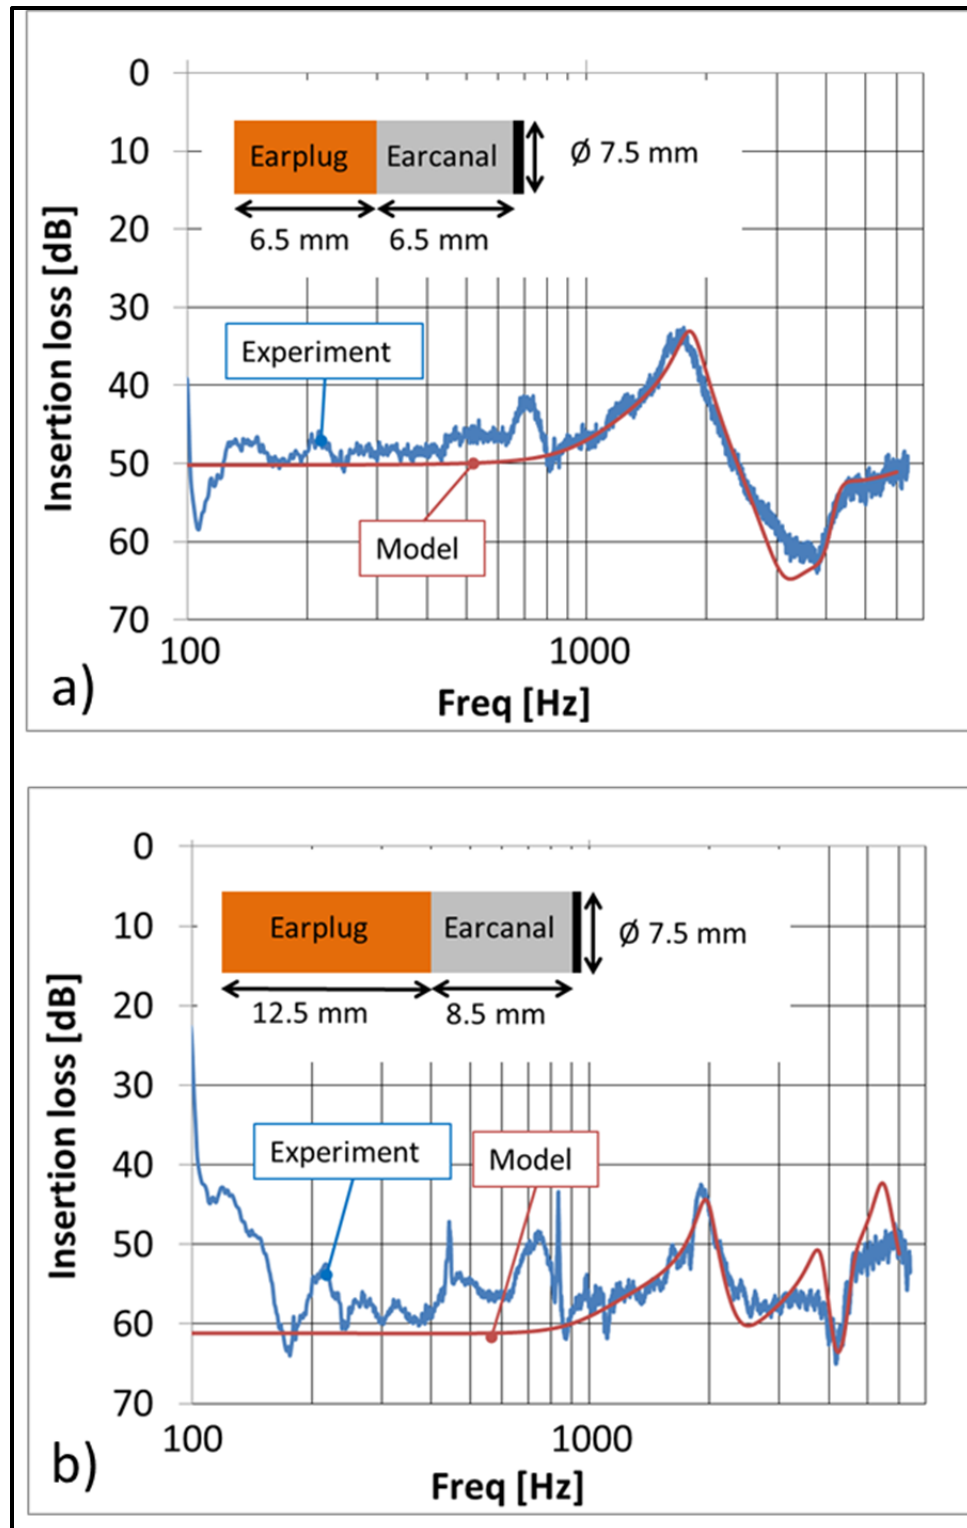 0
10
20
30
40
50
60
70
Insertion loss [dB]
Earplug
Earcanal
Ø 7.5 mm
6.5 mm
6.5 mm
Experiment
Model
100
1000
Freq [Hz]
a)
0
10
20
30
40
50
60
70
Insertion loss [dB]
Earplug
Earcanal
Ø 7.5 mm
12.5 mm
8.5 mm
Experiment
Model
100
1000
Freq [Hz]
b)